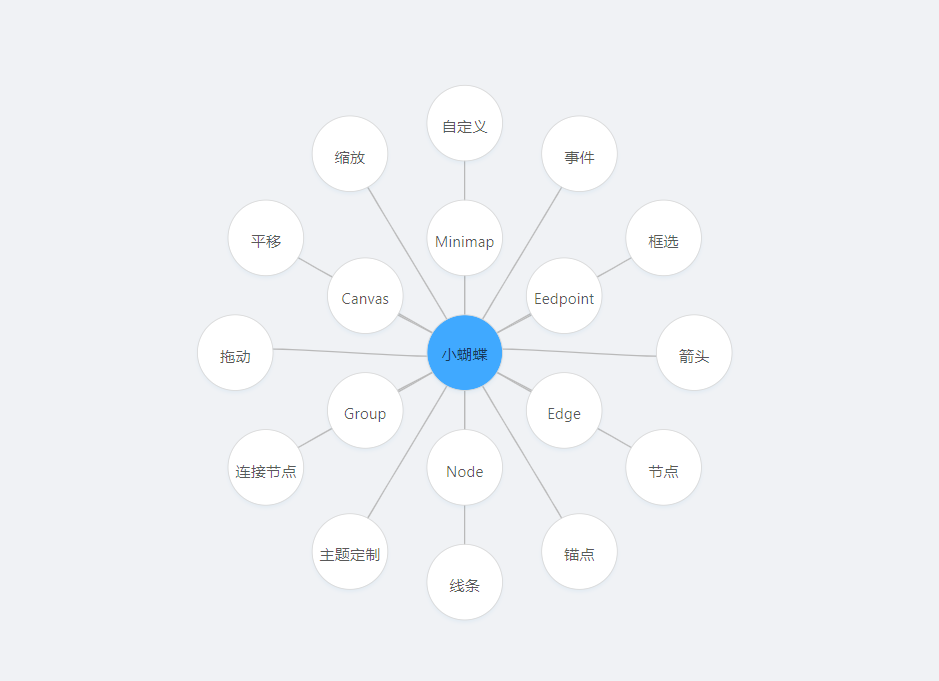 自定义
缩放
事件
平移
Minimap
框选
Canvas
Eedpoint
拖动
小蝴蝶
箭头
Group
Edge
连接节点
Node
节点
主题定制
锚点
线条